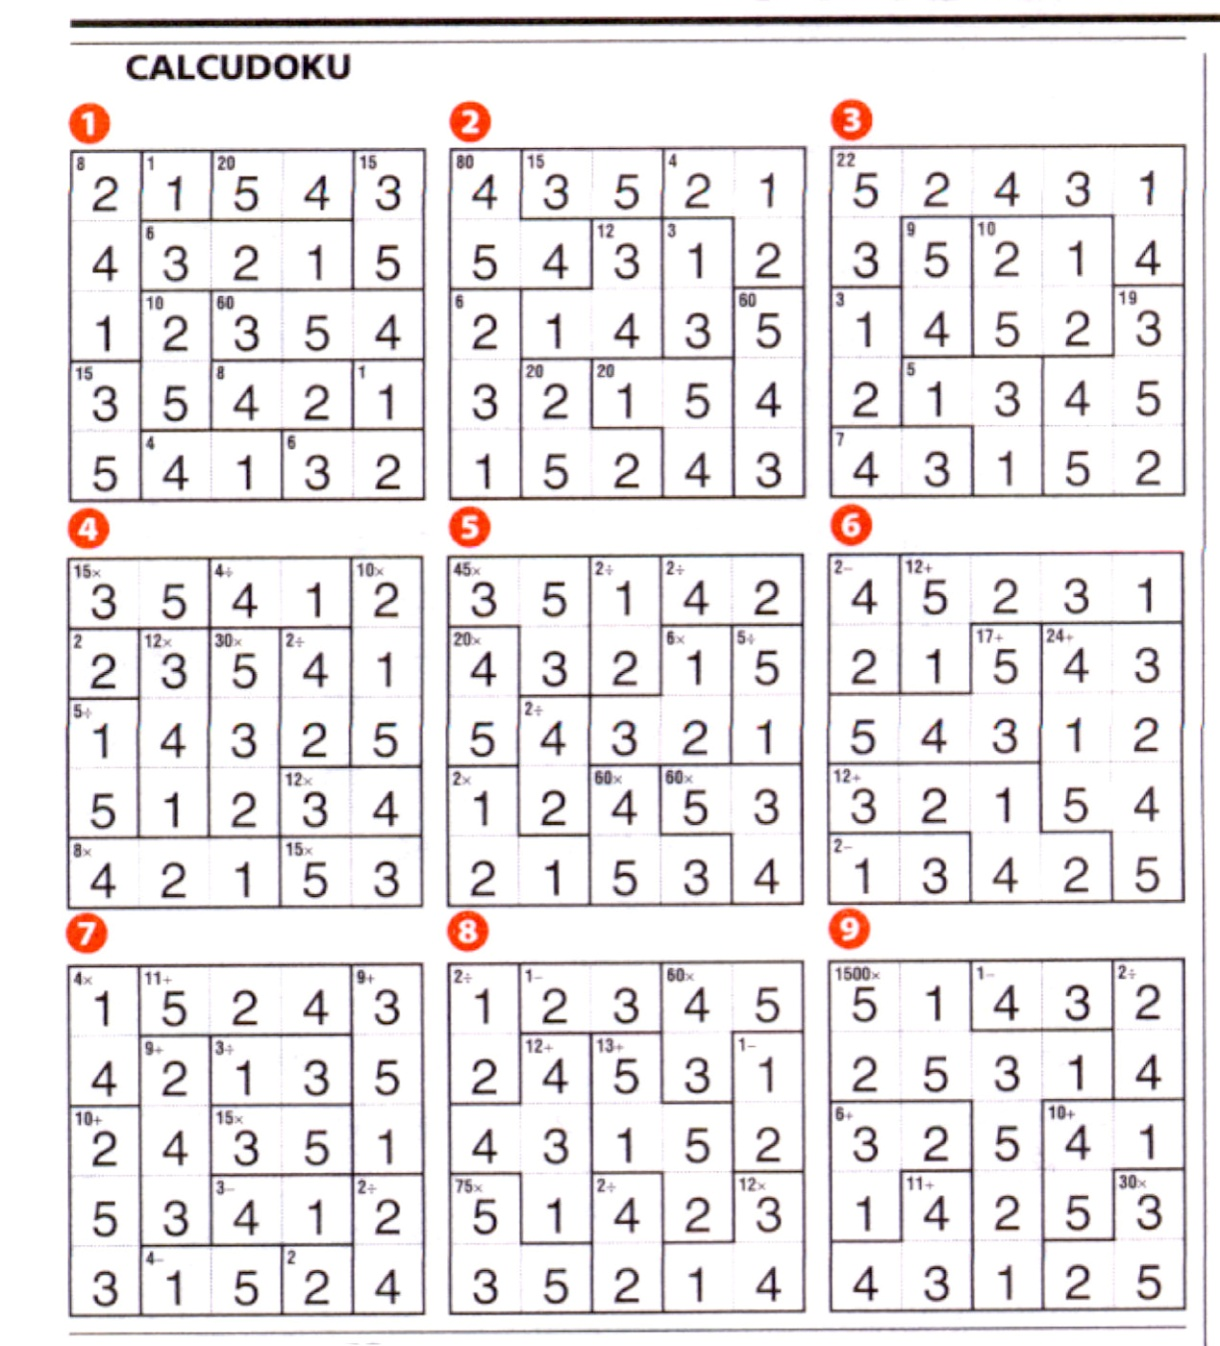 CALCUDOKU
1 2 3
8 1 20 15
2 1 5 4 3
6
4 3 2 1 5
10 60
1 2 3 5 4
15 8 1
3 5 4 2 1
4 6
5 4 1 3 2
80 15 4
4 3 5 2 1
12 3
5 4 3 1 2
6 60
2 1 4 3 5
20 20
3 2 1 5 4
1 5 2 4 3
22
5 2 4 3 1
9 10
3 5 2 1 4
3 19
1 4 5 2 3
5
2 1 3 4 5
7
4 3 1 5 2
4 5 6
15× 4÷ 10×
3 5 4 1 2
2 12× 30× 2÷
2 3 5 4 1
5÷
1 4 3 2 5
12×
5 1 2 3 4
8× 15×
4 2 1 5 3
45× 2÷ 2÷
3 5 1 4 2
20× 6× 5÷
4 3 2 1 5
2÷
5 4 3 2 1
2× 60× 60×
1 2 4 5 3
2 1 5 3 4
2− 12+
4 5 2 3 1
17+ 24+
2 1 5 4 3
5 4 3 1 2
12+
3 2 1 5 4
2−
1 3 4 2 5
7 8 9
4× 11+ 9+
1 5 2 4 3
9+ 3÷
4 2 1 3 5
10+ 15×
2 4 3 5 1
3− 2÷
5 3 4 1 2
4− 2
3 1 5 2 4
2÷ 1− 60×
1 2 3 4 5
12+ 13+ 1−
2 4 5 3 1
4 3 1 5 2
75× 2÷ 12×
5 1 4 2 3
3 5 2 1 4
1500× 1− 2÷
5 1 4 3 2
2 5 3 1 4
6+ 10+
3 2 5 4 1
11+ 30×
1 4 2 5 3
4 3 1 2 5